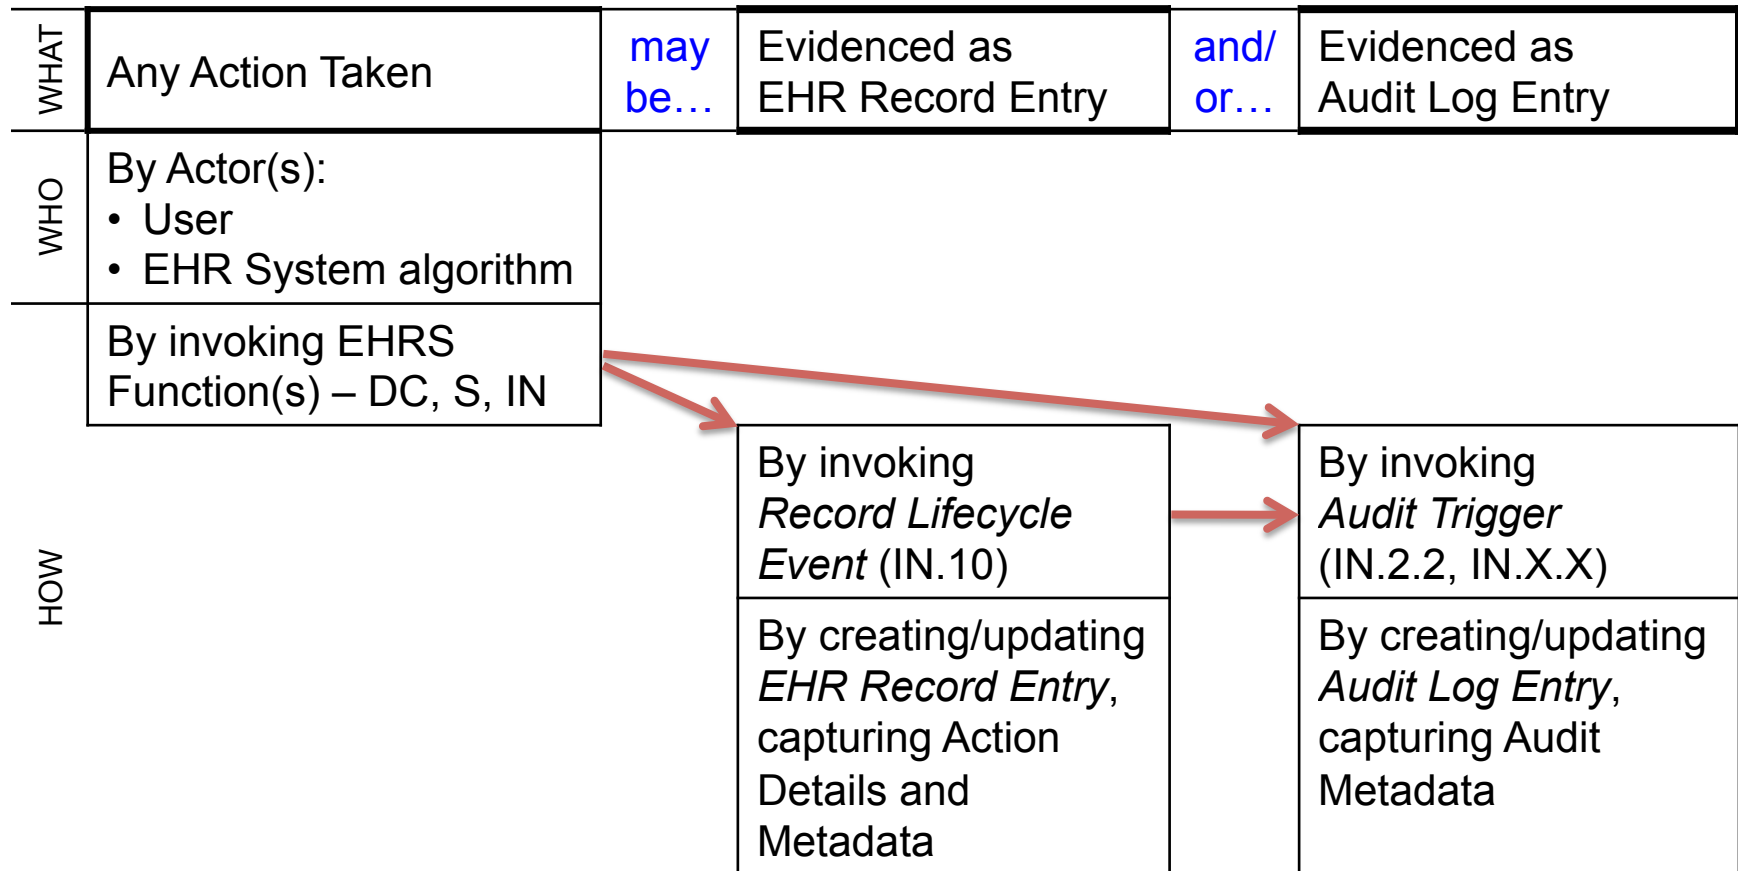 WHAT
Any Action Taken
may
be…
Evidenced as
EHR Record Entry
and/
or…
Evidenced as
Audit Log Entry
WHO
By Actor(s):
• User
• EHR System algorithm
HOW
By invoking EHRS
Function(s) – DC, S, IN
By invoking
Record Lifecycle
Event (IN.10)
By invoking
Audit Trigger
(IN.2.2, IN.X.X)
By creating/updating
EHR Record Entry,
capturing Action
Details and
Metadata
By creating/updating
Audit Log Entry,
capturing Audit
Metadata